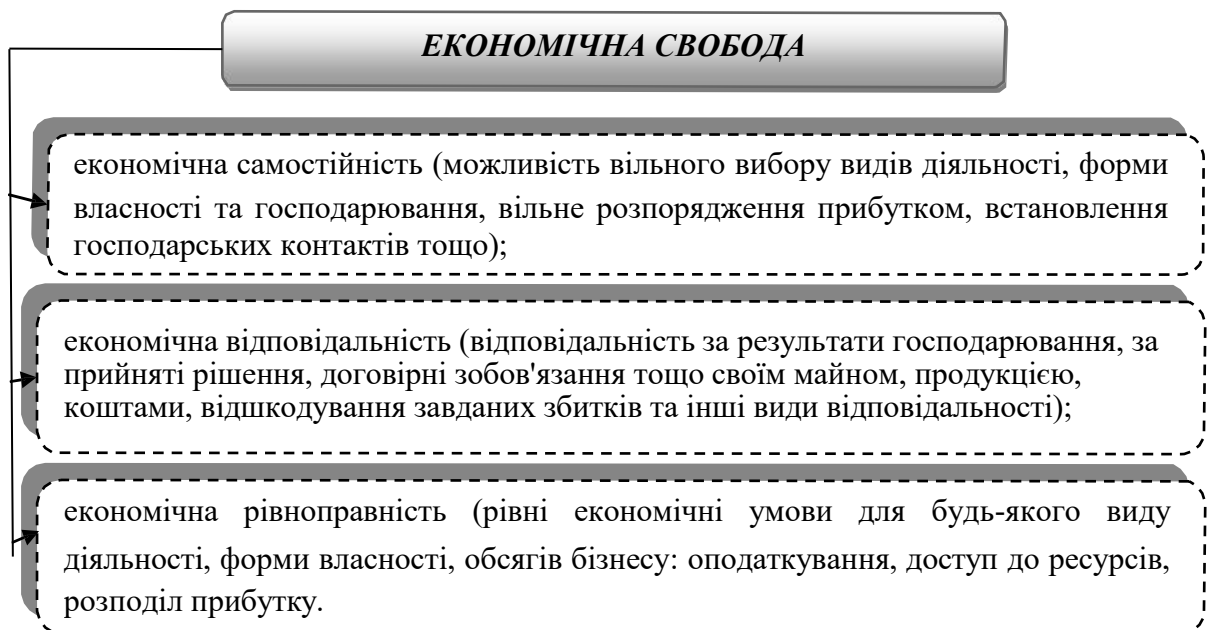 ЕКОНОМІЧНА СВОБОДА
економічна самостійність (можливість вільного вибору видів діяльності, форми
власності та господарювання, вільне розпорядження прибутком, встановлення
господарських контактів тощо);
економічна відповідальність (відповідальність за результати господарювання, за
прийняті рішення, договірні зобов'язання тощо своїм майном, продукцією,
коштами, відшкодування завданих збитків та інші види відповідальності);
економічна рівноправність (рівні економічні умови для будь-якого виду
діяльності, форми власності, обсягів бізнесу: оподаткування, доступ до ресурсів,
розподіл прибутку.